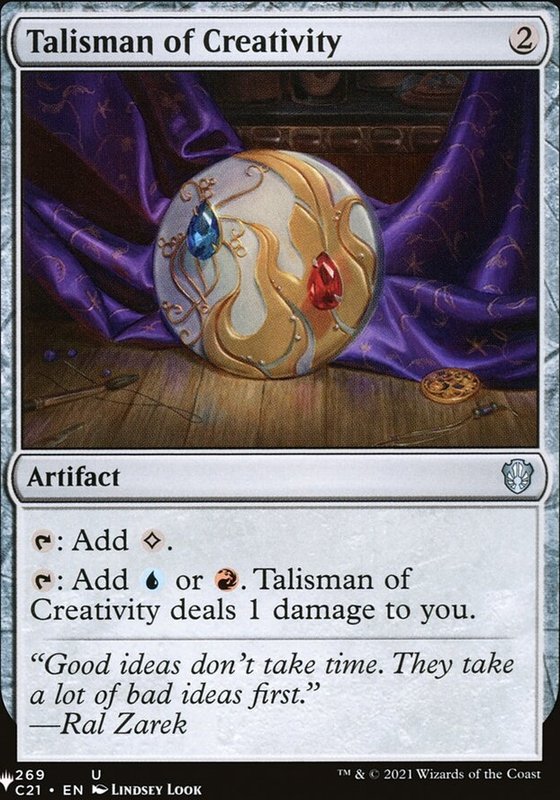 Talisman of Creativity 2
Artifact
: Add .
: Add or . Talisman of
Creativity deals 1 damage to you.
“Good ideas don’t take time. They take
a lot of bad ideas first.”
—Ral Zarek
269 U
C21 • EN Lindsey Look
™ & © 2021 Wizards of the Coast